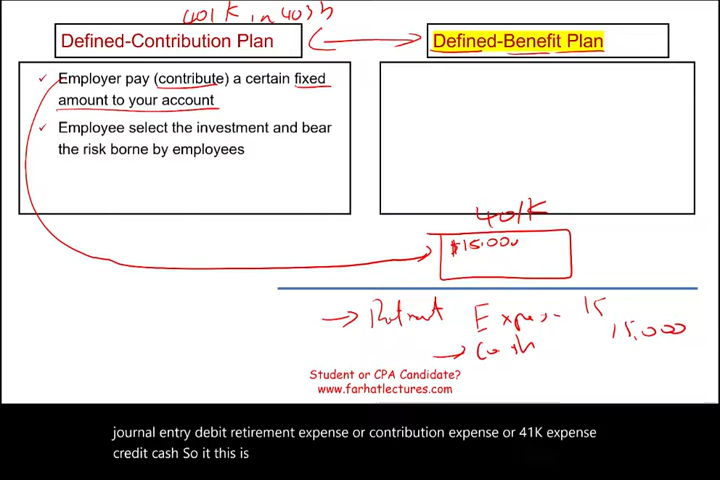 401K in 403b
Defined-Contribution Plan
Defined-Benefit Plan
✓ Employer pay (contribute) a certain fixed
amount to your account
✓ Employee select the investment and bear
the risk borne by employees
401K
$15.000
Expense 15
15.000
Cash
Student or CPA Candidate?
www.farhatlectures.com
journal entry debit retirement expense or contribution expense or 41K expense
credit cash So it this is